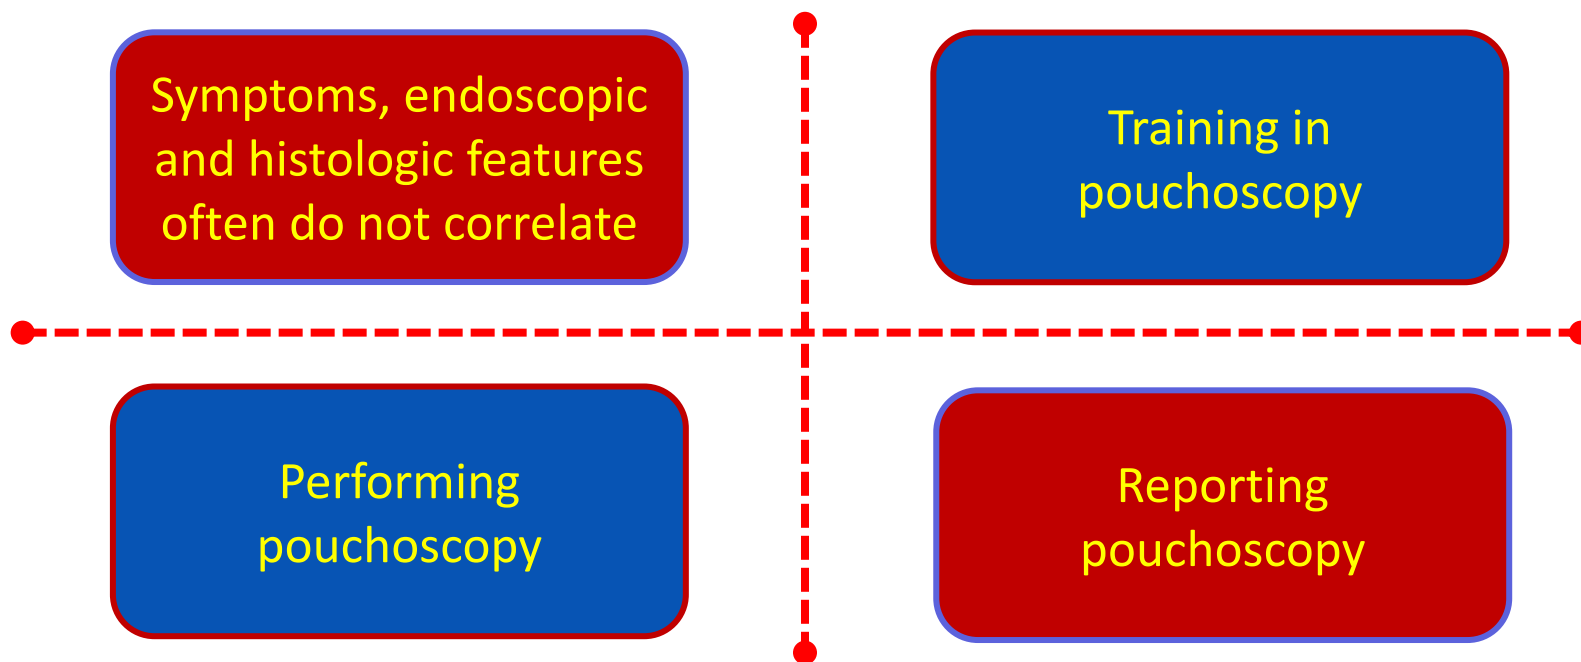 Symptoms, endoscopic
and histologic features
often do not correlate
Training in
pouchoscopy
Performing
pouchoscopy
Reporting
pouchoscopy